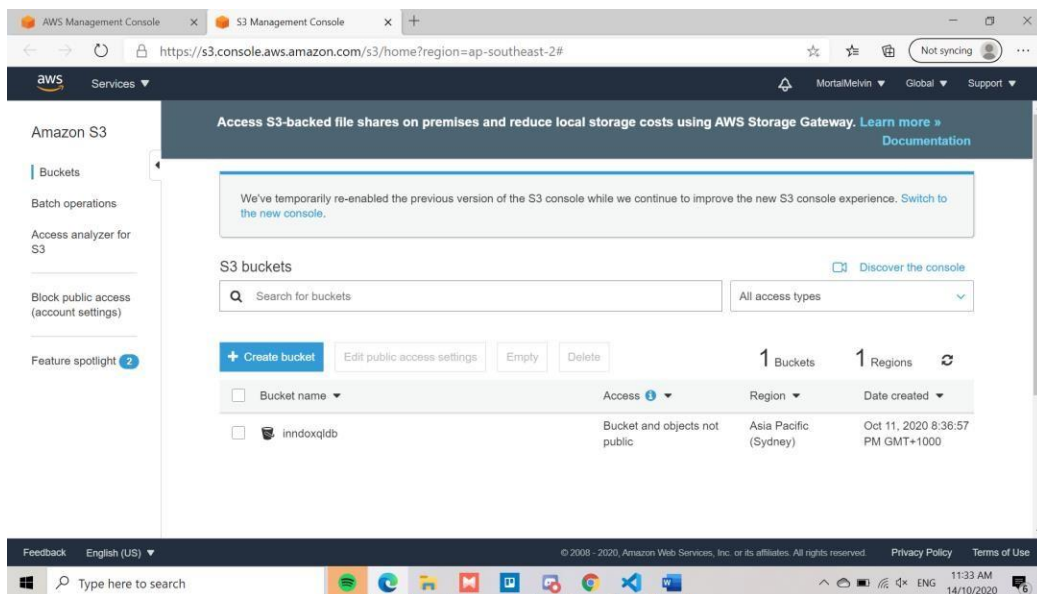 AWS Management Console
S3 Management Console
https://s3.console.aws.amazon.com/s3/home?region=ap-southeast-2#
Not syncing
aws
Services
MortalMelvin
Global
Support
Amazon S3
Buckets
Batch operations
Access analyzer for
S3
Block public access
(account settings)
Feature spotlight 2
Access S3-backed file shares on premises and reduce local storage costs using AWS Storage Gateway. Learn more »
Documentation
We've temporarily re-enabled the previous version of the S3 console while we continue to improve the new S3 console experience. Switch to
the new console.
S3 buckets
Discover the console
Search for buckets
All access types
+ Create bucket
Edit public access settings
Empty
Delete
1 Buckets
1 Regions
Bucket name
Access
Region
Date created
inndoxqldb
Bucket and objects not
public
Asia Pacific
(Sydney)
Oct 11, 2020 8:36:57
PM GMT+1000
Feedback
English (US)
© 2008 - 2020, Amazon Web Services, Inc. or its affiliates. All rights reserved.
Privacy Policy
Terms of Use
Type here to search
ENG
11:33 AM
14/10/2020
6